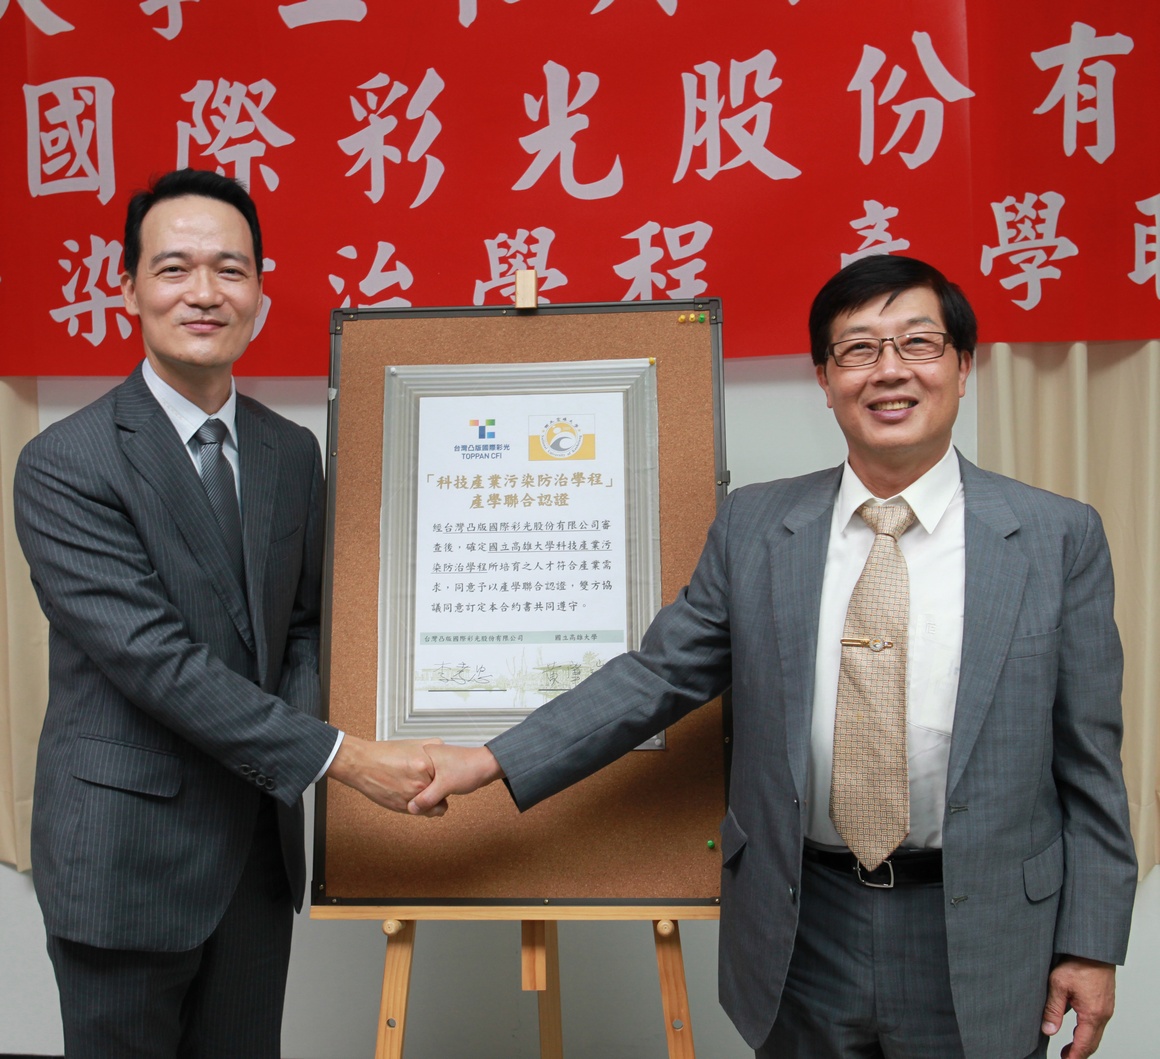 國際彩光股份有
染防治學程 產學聯
台灣凸版國際彩光
TOPPAN CFI
「科技產業污染防治學程」
產學聯合認證
經台灣凸版國際彩光股份有限公司審
查後，確定國立高雄大學科技產業污
染防治學程所培育之人才符合產業需
求，同意予以產學聯合認證，雙方協
議同意訂定本合約書共同遵守。
台灣凸版國際彩光股份有限公司 國立高雄大學